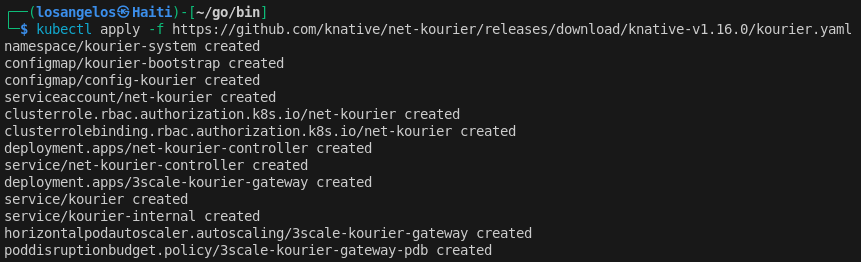 ┌──(losangelos㉿Haiti)-[~/go/bin]
└─$ kubectl apply -f https://github.com/knative/net-kourier/releases/download/knative-v1.16.0/kourier.yaml
namespace/kourier-system created
configmap/kourier-bootstrap created
configmap/config-kourier created
serviceaccount/net-kourier created
clusterrole.rbac.authorization.k8s.io/net-kourier created
clusterrolebinding.rbac.authorization.k8s.io/net-kourier created
deployment.apps/net-kourier-controller created
service/net-kourier-controller created
deployment.apps/3scale-kourier-gateway created
service/kourier created
service/kourier-internal created
horizontalpodautoscaler.autoscaling/3scale-kourier-gateway created
poddisruptionbudget.policy/3scale-kourier-gateway-pdb created